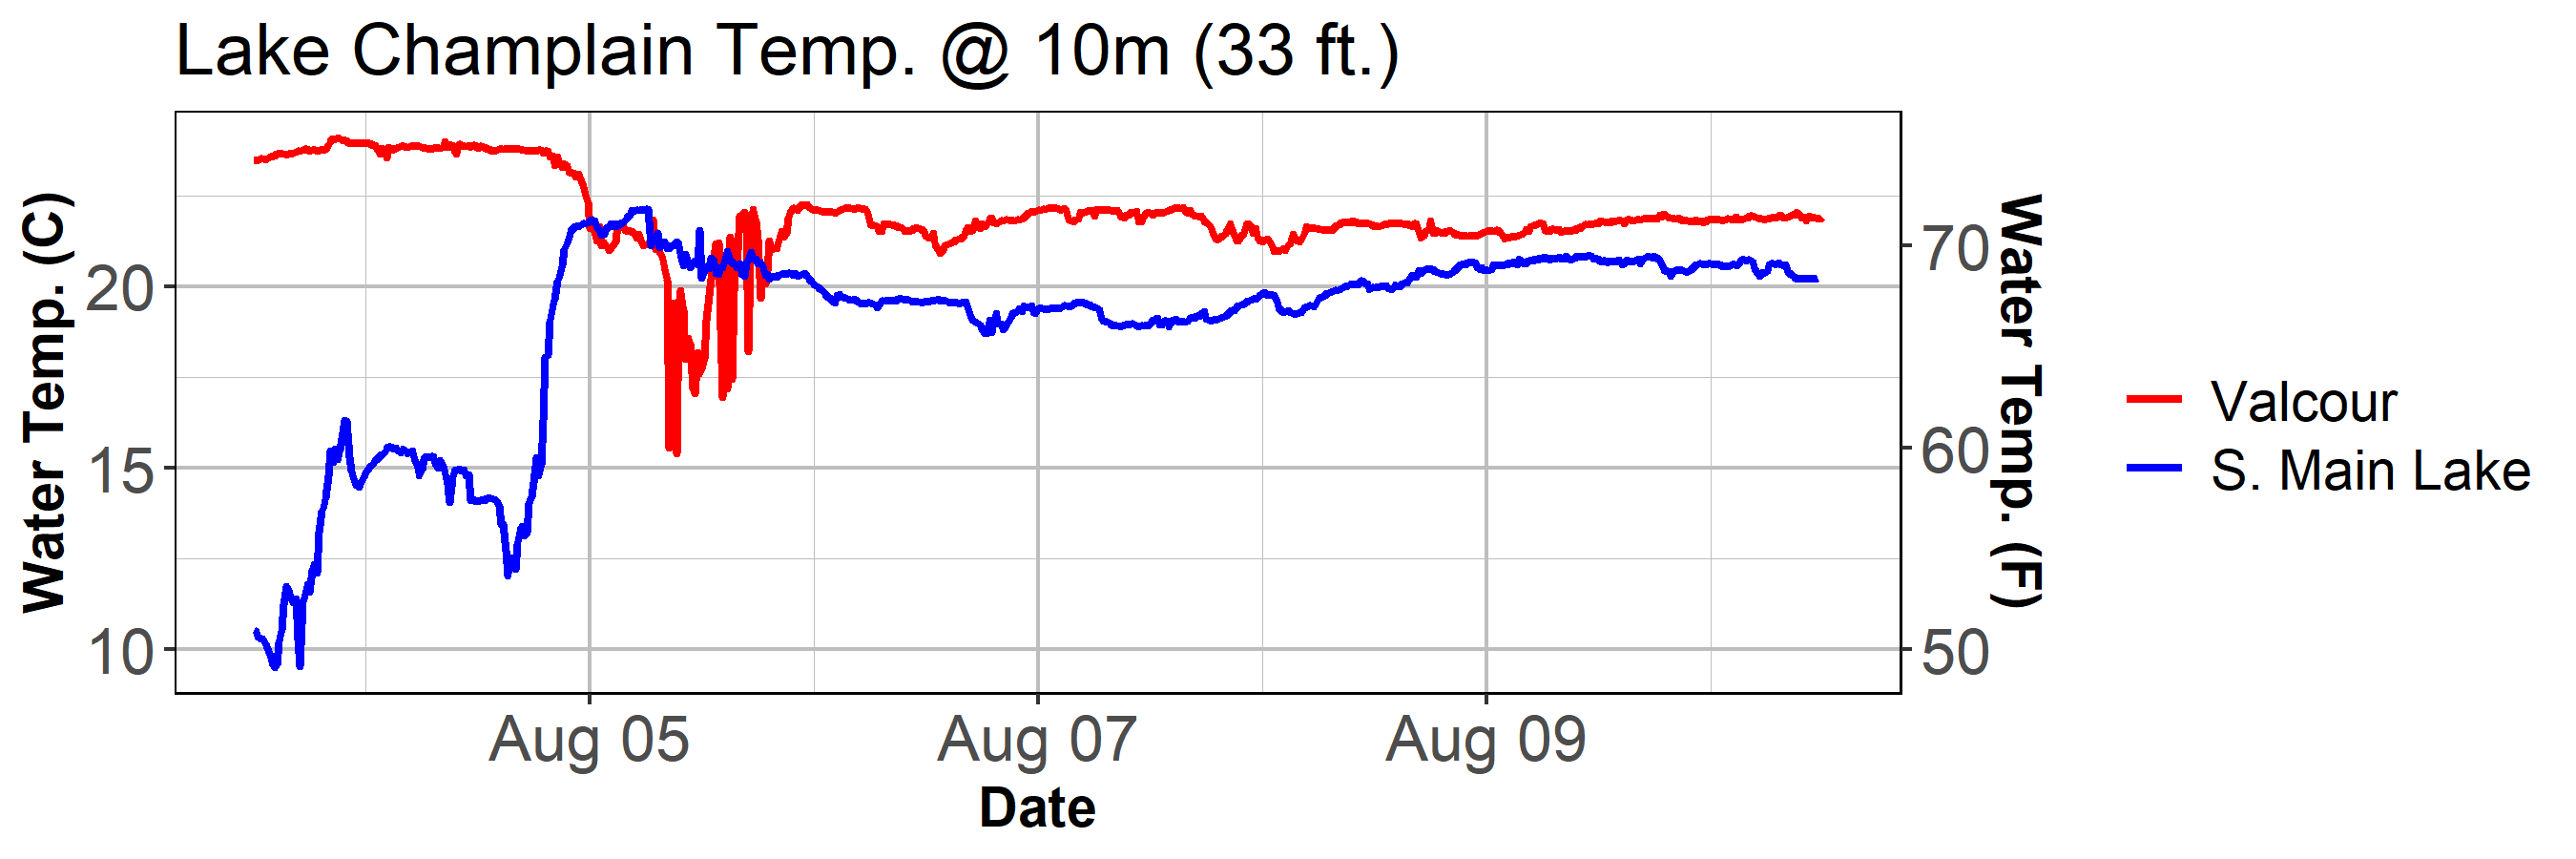 Lake Champlain Temp. @ 10m (33 ft.)
Water Temp. (C)
20
15
10
70
60
50
Water Temp. (F)
Aug 05
Aug 07
Aug 09
Date
Valcour
S. Main Lake